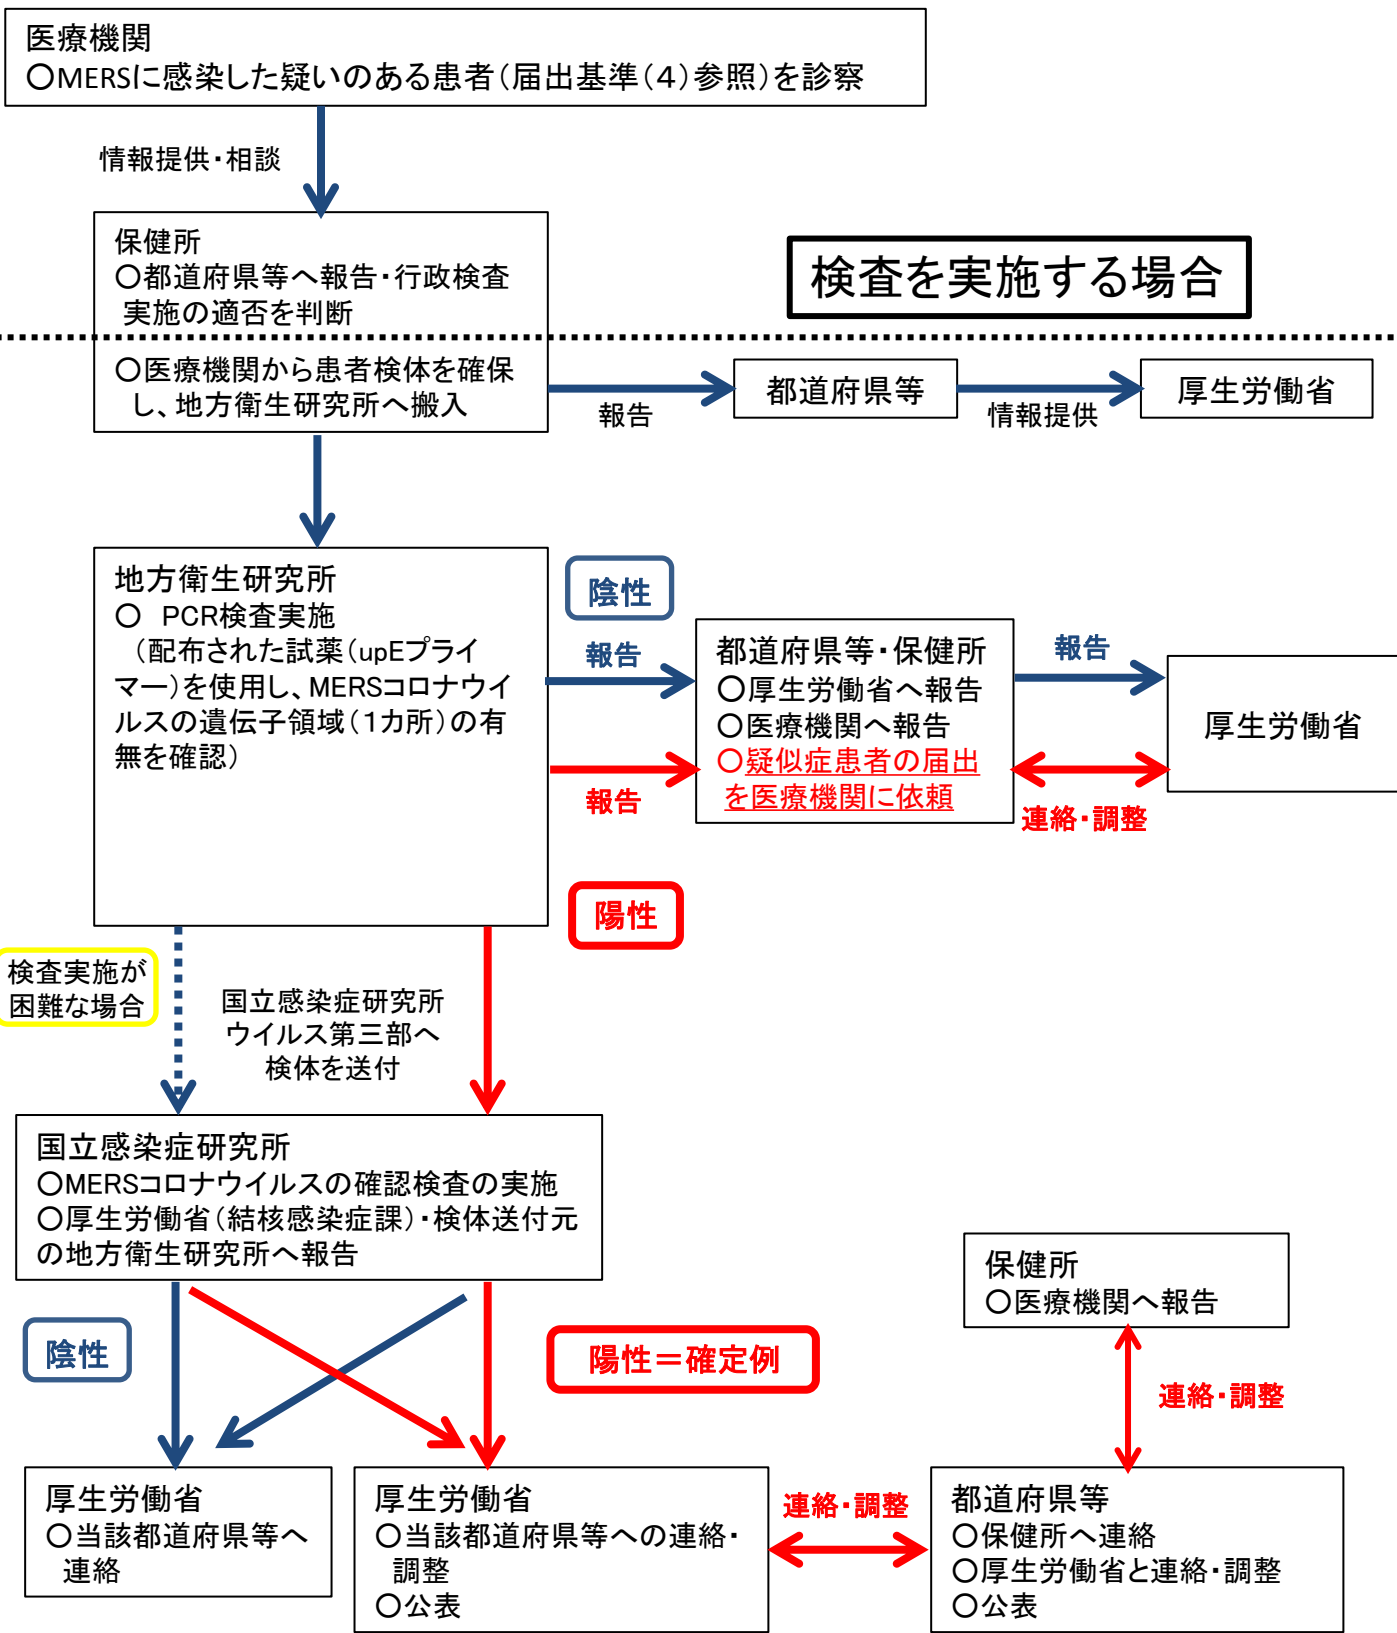 医療機関
○MERSに感染した疑いのある患者(届出基準(4)参照)を診察
情報提供・相談
保健所
○都道府県等へ報告・行政検査
実施の適否を判断
検査を実施する場合
○医療機関から患者検体を確保
し、地方衛生研究所へ搬入
報告
都道府県等
情報提供
厚生労働省
地方衛生研究所
○ PCR検査実施
(配布された試薬(upEプライ
マー)を使用し、MERSコロナウイ
ルスの遺伝子領域(1カ所)の有
無を確認)
陰性
報告
報告
陽性
都道府県等・保健所
○厚生労働省へ報告
○医療機関へ報告
○疑似症患者の届出
を医療機関に依頼
報告
連絡・調整
厚生労働省
検査実施が
困難な場合
国立感染症研究所
ウイルス第三部へ
検体を送付
国立感染症研究所
○MERSコロナウイルスの確認検査の実施
○厚生労働省(結核感染症課)・検体送付元
の地方衛生研究所へ報告
陰性
陽性=確定例
保健所
○医療機関へ報告
連絡・調整
厚生労働省
○当該都道府県等へ
連絡
厚生労働省
○当該都道府県等への連絡・
調整
○公表
連絡・調整
都道府県等
○保健所へ連絡
○厚生労働省と連絡・調整
○公表